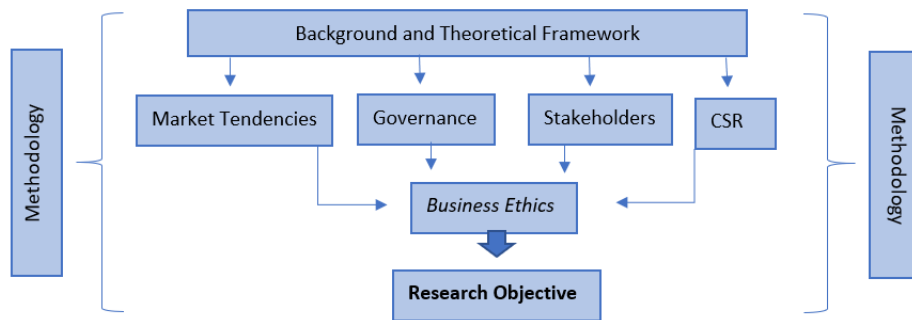 Background and Theoretical Framework
Methodology
Market Tendencies
Governance
Stakeholders
CSR
Methodology
Business Ethics
Research Objective